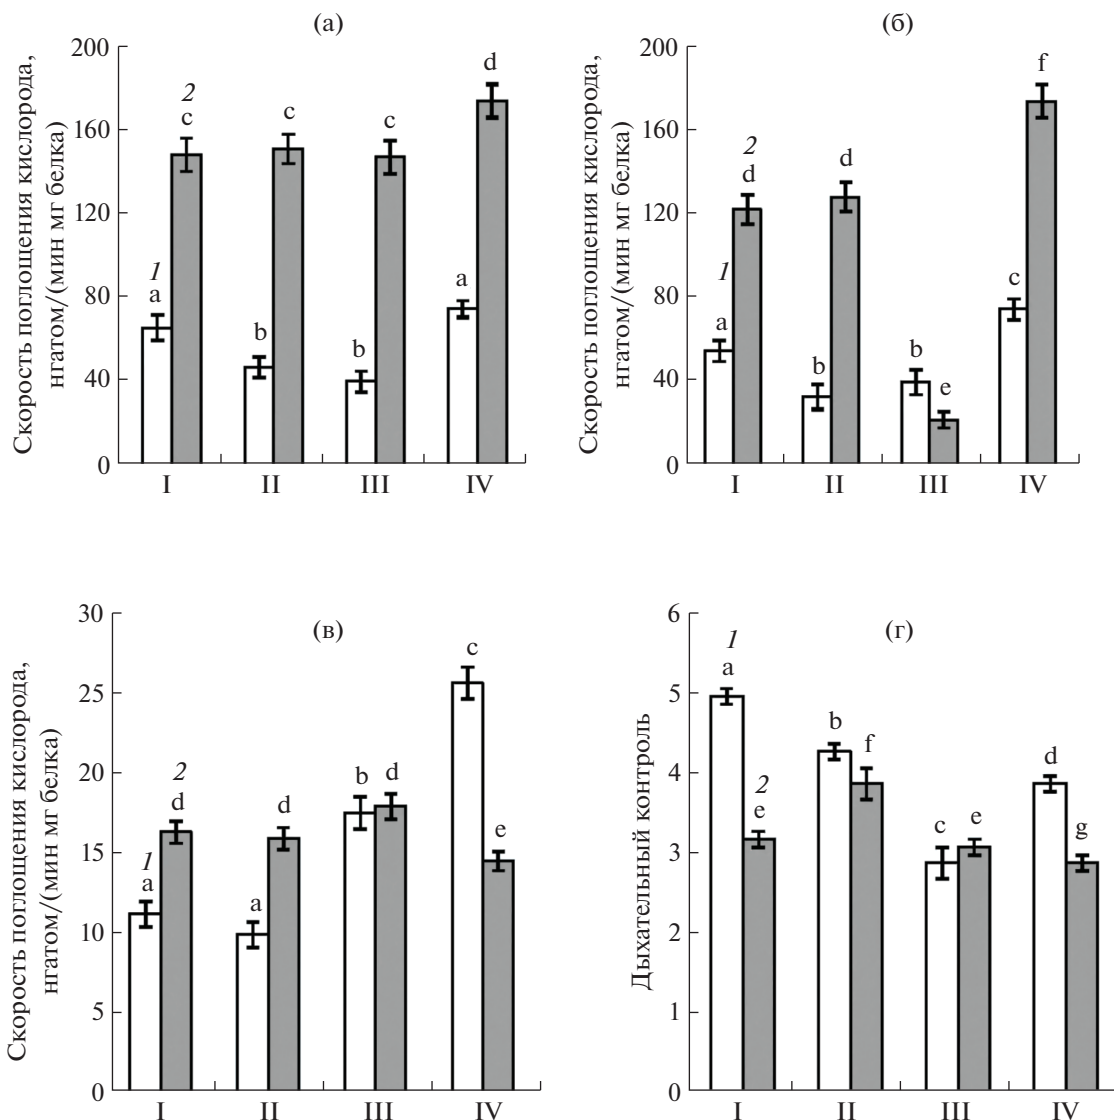 (а)
Скорость поглощения кислорода,
нгатом/(мин мг белка)
200
160
120
80
40
0
1
a
2
c
b
c
b
c
a
d
I II III IV
(б)
Скорость поглощения кислорода,
нгатом/(мин мг белка)
200
160
120
80
40
0
1
a
2
d
b
d
b
e
c
f
I II III IV
(в)
Скорость поглощения кислорода,
нгатом/(мин мг белка)
30
25
20
15
10
5
0
1
a
2
d
a
d
b
d
c
e
I II III IV
(г)
Дыхательный контроль
6
5
4
3
2
1
0
1
a
2
e
b
f
c
e
d
g
I II III IV